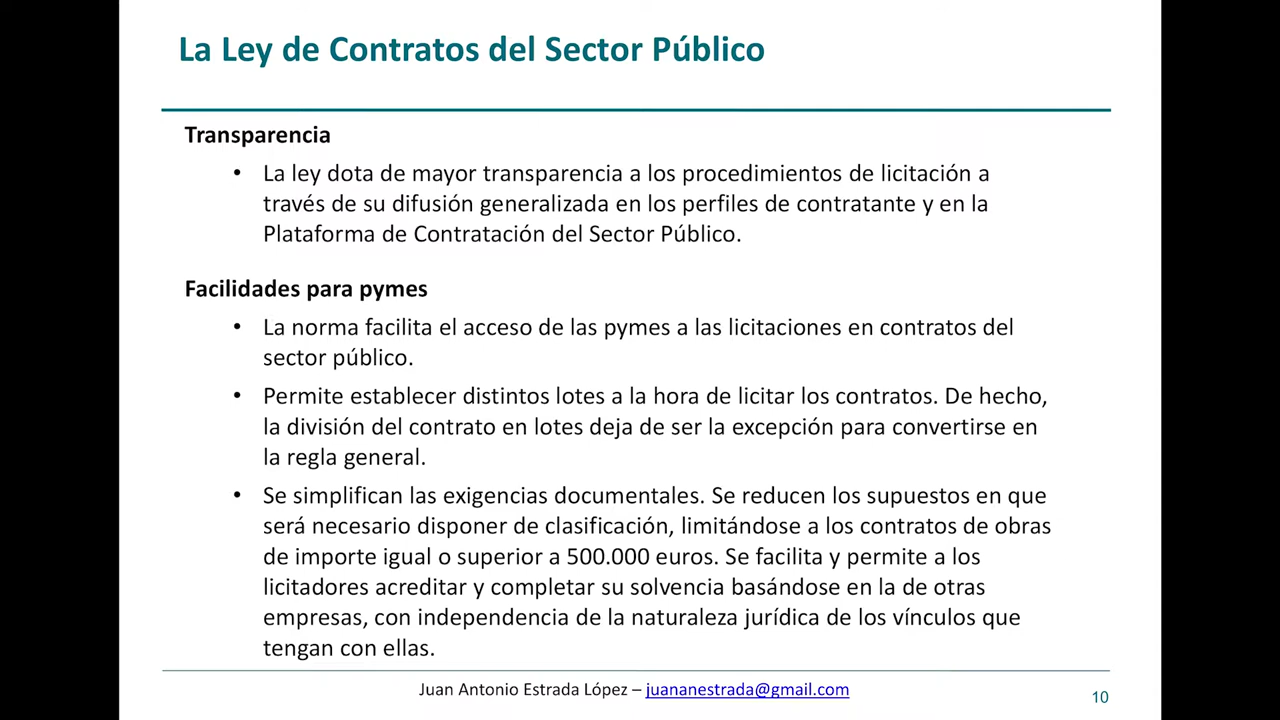 La Ley de Contratos del Sector Público
Transparencia
• La ley dota de mayor transparencia a los procedimientos de licitación a
través de su difusión generalizada en los perfiles de contratante y en la
Plataforma de Contratación del Sector Público.
Facilidades para pymes
• La norma facilita el acceso de las pymes a las licitaciones en contratos del
sector público.
• Permite establecer distintos lotes a la hora de licitar los contratos. De hecho,
la división del contrato en lotes deja de ser la excepción para convertirse en
la regla general.
• Se simplifican las exigencias documentales. Se reducen los supuestos en que
será necesario disponer de clasificación, limitándose a los contratos de obras
de importe igual o superior a 500.000 euros. Se facilita y permite a los
licitadores acreditar y completar su solvencia basándose en la de otras
empresas, con independencia de la naturaleza jurídica de los vínculos que
tengan con ellas.
Juan Antonio Estrada López – juananestrada@gmail.com
10